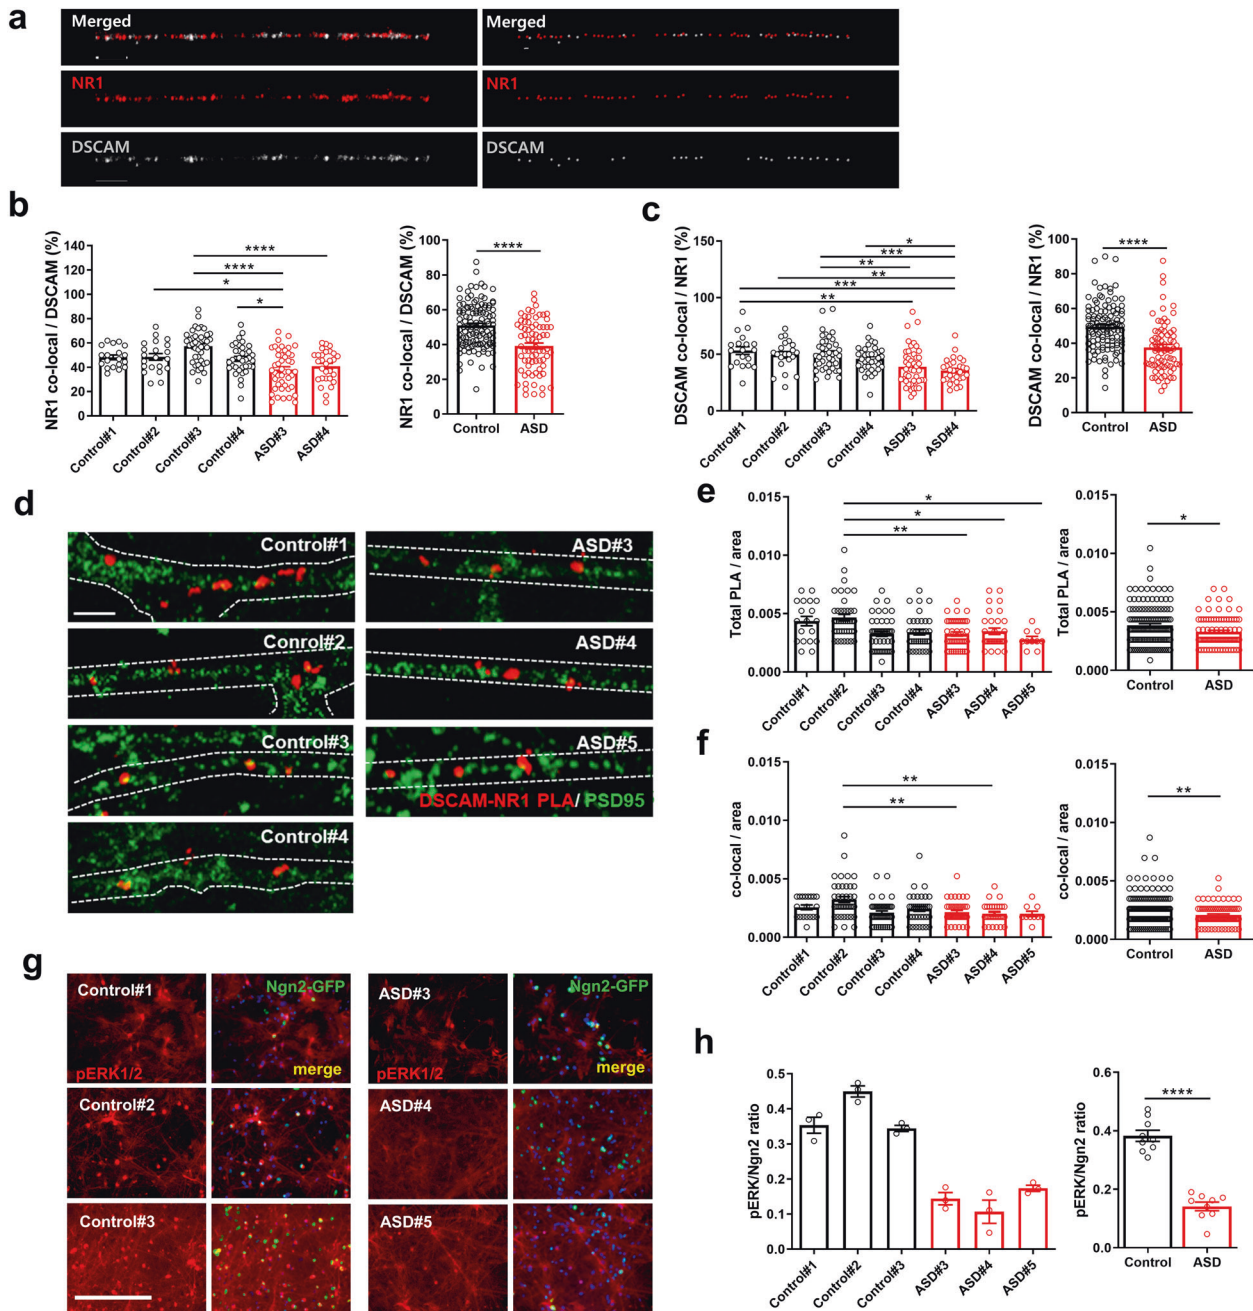 a
Merged
NR1
DSCAM
Merged
NR1
DSCAM
b
NR1 co-local / DSCAM (%)
140
120
100
80
60
40
20
0
****
****
*
*
Control#1
Control#2
Control#3
Control#4
ASD#3
ASD#4
NR1 co-local / DSCAM (%)
100
80
60
40
20
0
****
Control
ASD
c
DSCAM co-local / NR1 (%)
150
100
50
0
*
***
**
**
***
**
Control#1
Control#2
Control#3
Control#4
ASD#3
ASD#4
DSCAM co-local / NR1 (%)
100
80
60
40
20
0
****
Control
ASD
d
Control#1
Control#2
Control#3
Control#4
ASD#3
ASD#4
ASD#5
DSCAM-NR1 PLA/ PSD95
e
Total PLA / area
0.015
0.010
0.005
0.000
*
*
**
Control#1
Control#2
Control#3
Control#4
ASD#3
ASD#4
ASD#5
Total PLA / area
0.015
0.010
0.005
0.000
*
Control
ASD
f
co-local / area
0.015
0.010
0.005
0.000
**
**
Control#1
Control#2
Control#3
Control#4
ASD#3
ASD#4
ASD#5
co-local / area
0.015
0.010
0.005
0.000
**
Control
ASD
g
Control#1
pERK1/2
Ngn2-GFP
merge
Control#2
Control#3
ASD#3
pERK1/2
Ngn2-GFP
merge
ASD#4
ASD#5
h
pERK/Ngn2 ratio
0.5
0.4
0.3
0.2
0.1
0.0
Control#1
Control#2
Control#3
ASD#3
ASD#4
ASD#5
pERK/Ngn2 ratio
0.6
0.4
0.2
0.0
****
Control
ASD